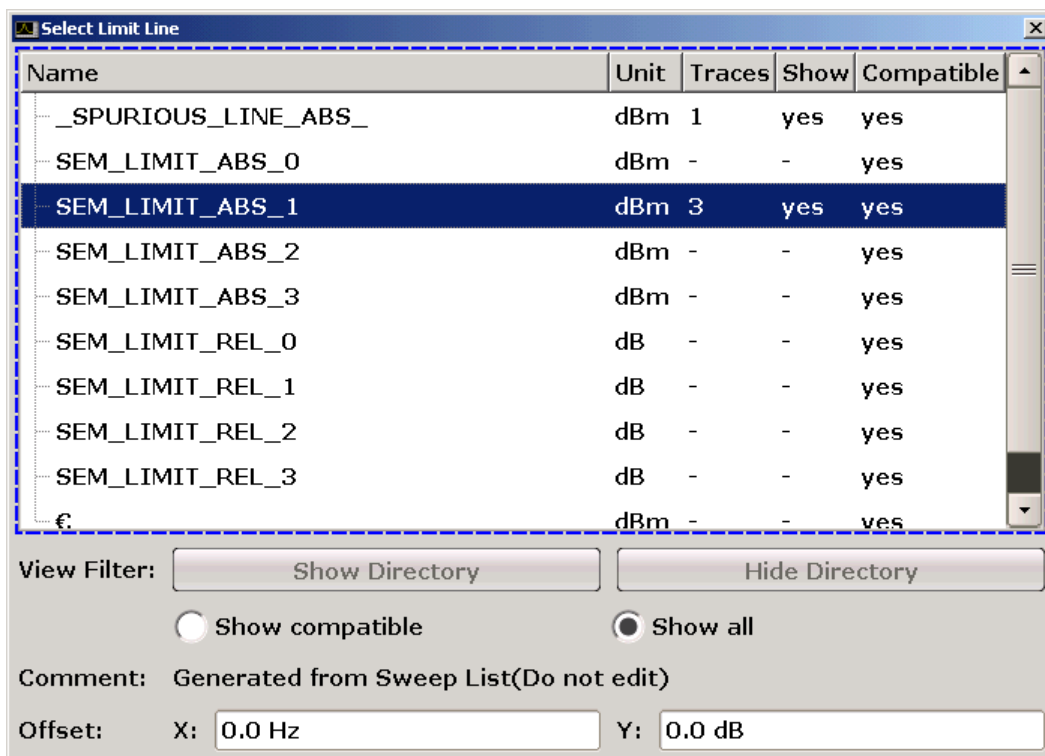 Select Limit Line
Name Unit Traces Show Compatible
_SPURIOUS_LINE_ABS_ dBm 1 yes yes
SEM_LIMIT_ABS_0 dBm - - yes
SEM_LIMIT_ABS_1 dBm 3 yes yes
SEM_LIMIT_ABS_2 dBm - - yes
SEM_LIMIT_ABS_3 dBm - - yes
SEM_LIMIT_REL_0 dB - - yes
SEM_LIMIT_REL_1 dB - - yes
SEM_LIMIT_REL_2 dB - - yes
SEM_LIMIT_REL_3 dB - - yes
€ dBm - - yes
View Filter: Show Directory Hide Directory
Show compatible Show all
Comment: Generated from Sweep List(Do not edit)
Offset: X: 0.0 Hz Y: 0.0 dB